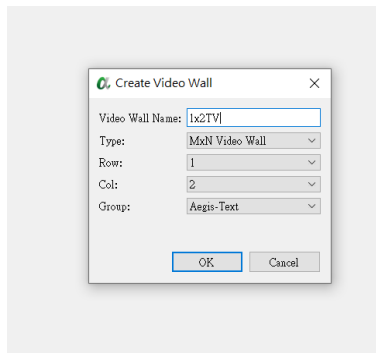 Create Video Wall
Video Wall Name: 1x2TV
Type: MxN Video Wall
Row: 1
Col: 2
Group: Aegis-Text
OK Cancel